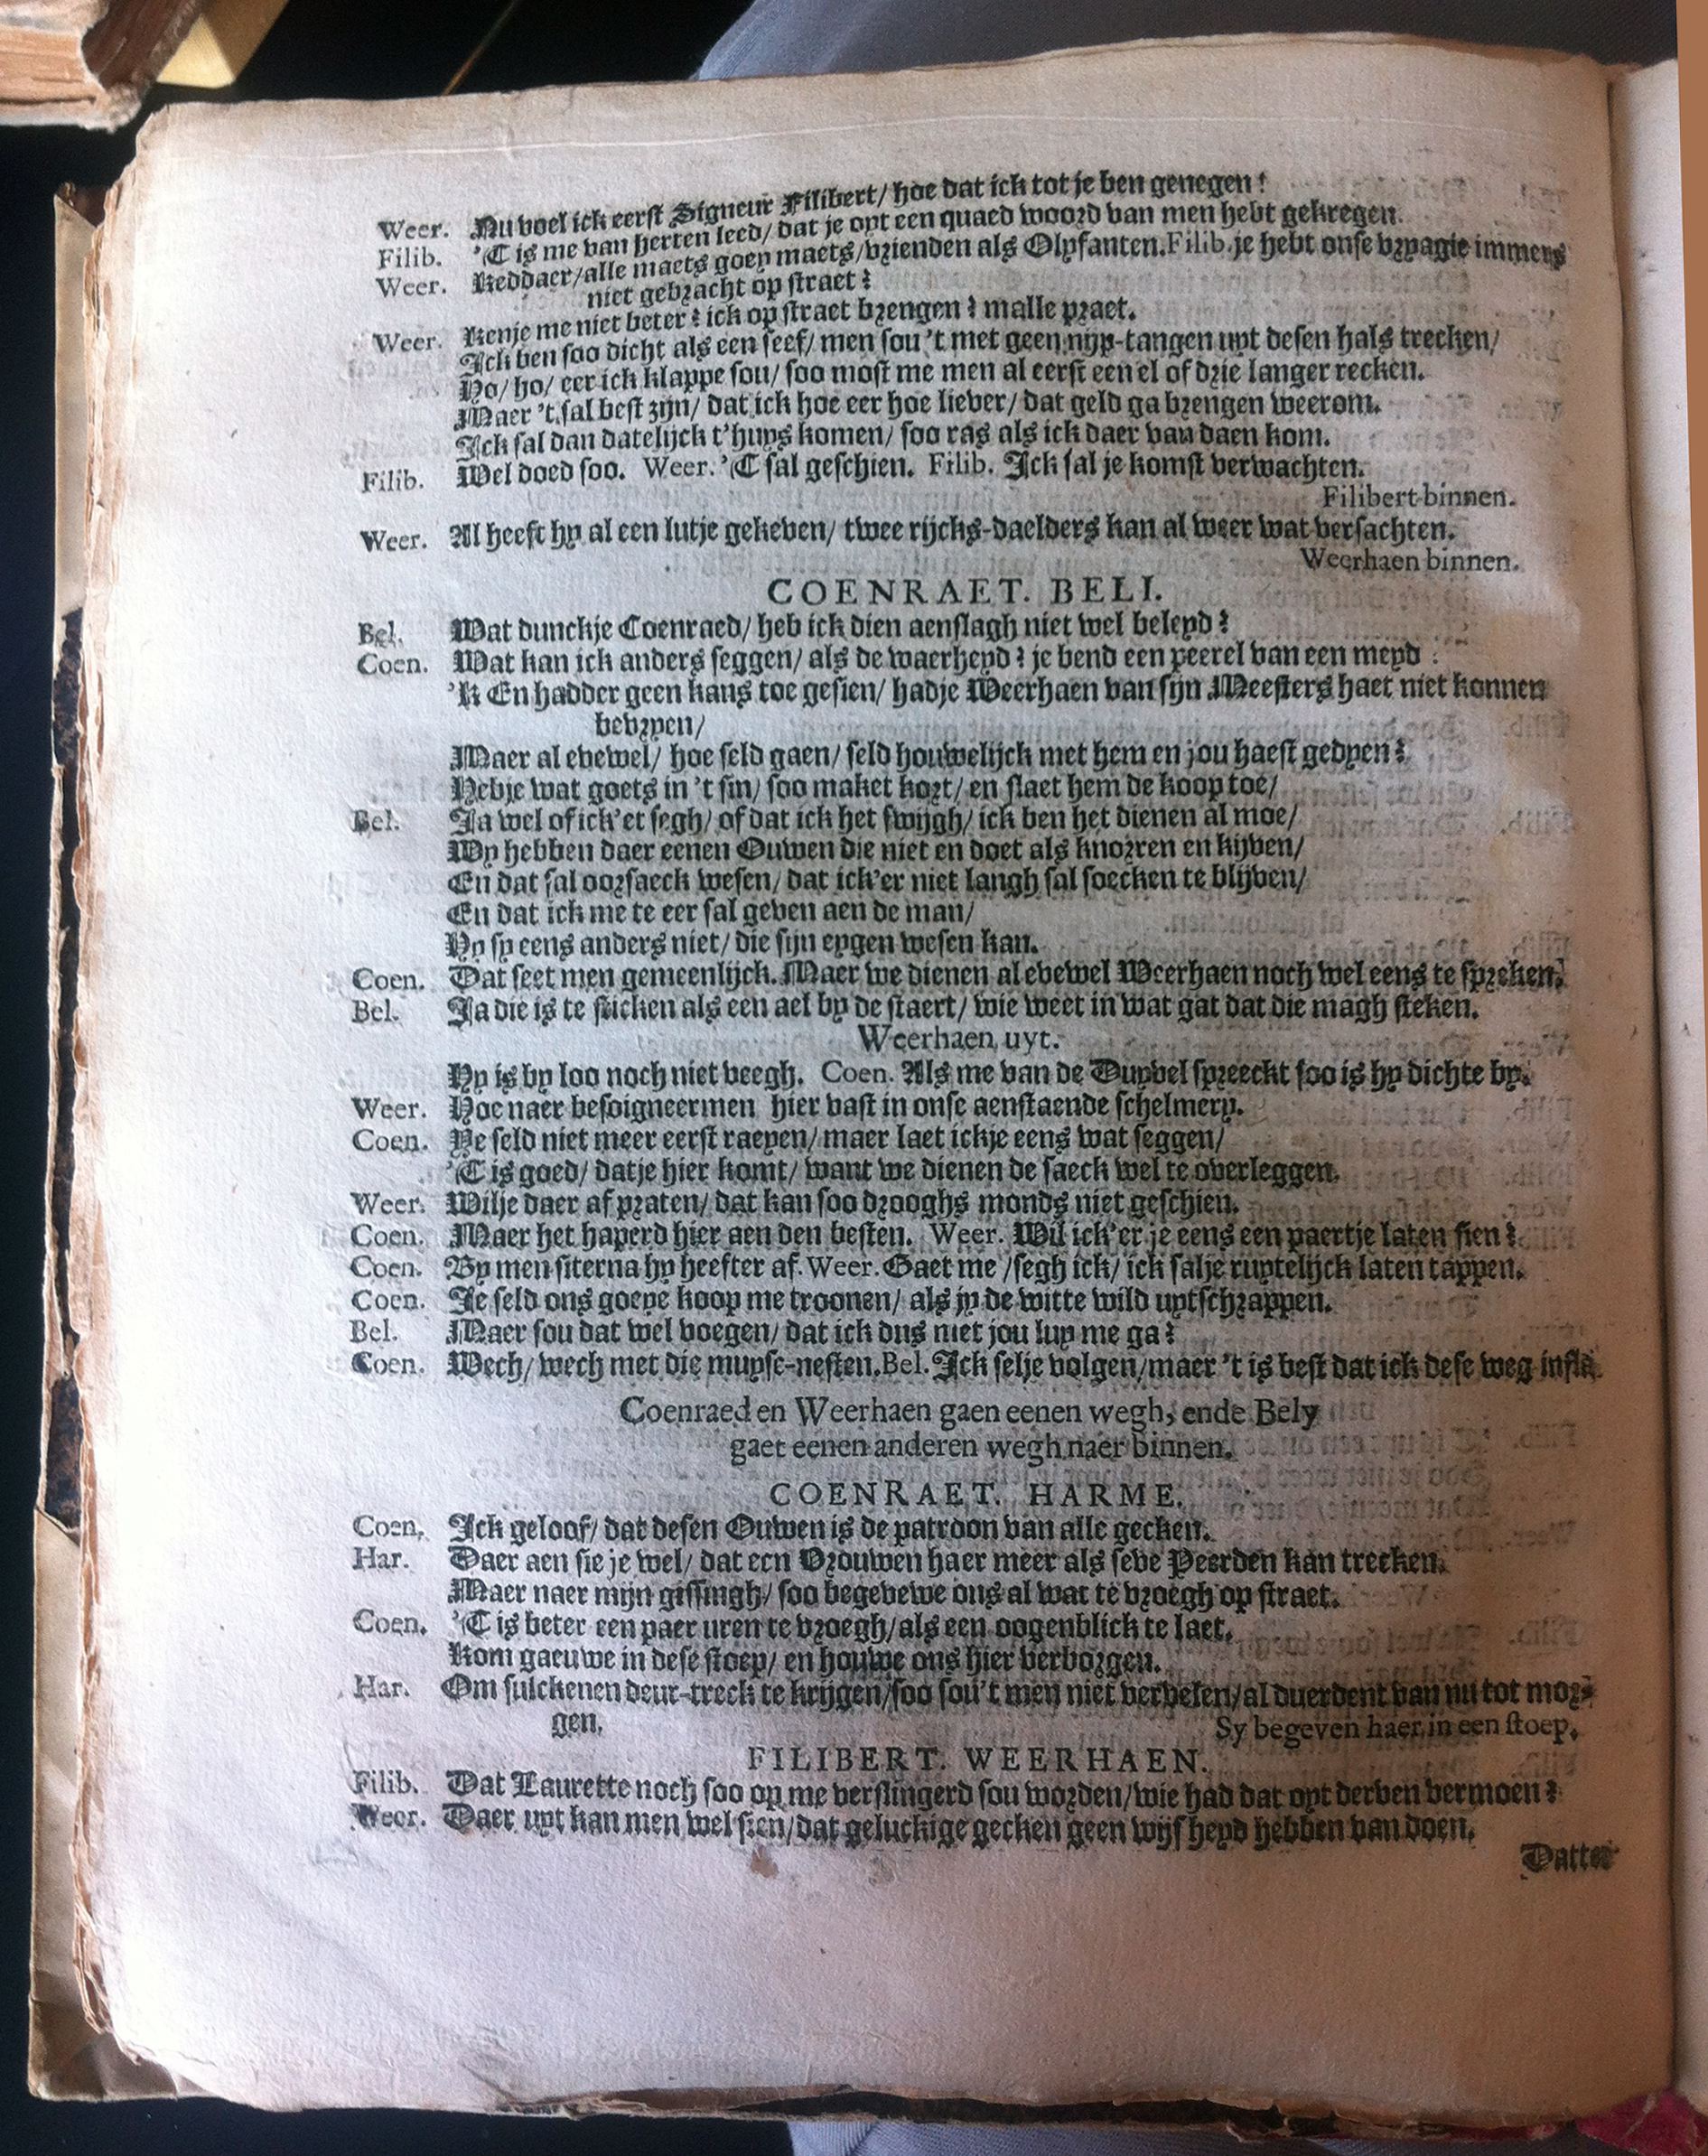 Weer. Nu voel ick eerst Signeur Filibert/ hoe dat ick tot je ben genegen!
Filib. 'T is me van herten leed/ dat je oyt een quaed woord van men hebt gekregen.
Weer. Keddaer/alle maets goey maets/vrienden als Olyfanten. Filib. je hebt onse vryagie immers
niet gebracht op straet?
Weer. Kenje me niet beter? ick op straet brengen? malle praet.
Ick ben soo dicht als een seef/ men sou't met geen nijp-tangen uyt desen hals trecken/
Ho/ ho/ eer ick klappe sou/ soo most me men al eerst een el of drie langer recken.
Maer 't sal best zijn/ dat ick hoe eer hoe liever/ dat geld ga brengen weerom.
Ick sal dan datelijck t'huys komen/ soo ras als ick daer van daen kom.
Filib. Wel doed soo. Weer. 'T sal geschien. Filib. Ick sal je komst verwachten.
Filibert binnen.
Weer. Al heeft hy al een lutje gekeven/ twee rijcks-daelders kan al weer wat versachten.
Weerhaen binnen.
COENRAET. BELI.
Bel. Wat dunckje Coenraed/ heb ick dien aenslagh niet wel beleyd?
Coen. Wat kan ick anders seggen/ als de waerheyd? je bend een peerel van een meyd:
'k En hadder geen kans toe gesien/ hadje Weerhaen van sijn Meesters haet niet konnen
bevryen/
Maer al evewel/ hoe seld gaen/ seld houwelijck met hem en jou haest gedyen?
Hebje wat goets in 't sin/ soo maket kort/ en slaet hem de koop toe/
Bel. Ja wel of ick'et segh/ of dat ick het swijgh/ ick ben het dienen al moe/
Wy hebben daer eenen Ouwen die niet en doet als knorren en kijven/
En dat sal oorsaeck wesen/ dat ick'er niet langh sal soecken te blijven/
En dat ick me te eer sal geven aen de man/
Hy sy eens anders niet/ die sijn eygen wesen kan.
Coen. Dat seet men gemeenlijck. Maer we dienen al evewel Weerhaen noch wel eens te spreken.
Bel. Ja die is te sticken als een ael by de staert/ wie weet in wat gat dat die magh steken.
Weerhaen uyt.
Hy is by loo noch niet veegh. Coen. Als me van de Duyvel spreeckt soo is hy dichte by.
Weer. Hoe naer besoigneermen hier vast in onse aenstaende schelmery.
Coen. Ye seld niet meer eerst raeyen/ maer laet ickje eens wat seggen/
'T is goed/ datje hier komt/ want we dienen de saeck wel te overleggen.
Weer. Wilje daer af praten/ dat kan soo drooghs monds niet geschien.
Coen. Maer het haperd hier aen den besten. Weer. Wil ick'er je eens een paertje laten sien?
Coen. By men siterna hy heefter af. Weer. Gaet me/segh ick/ ick salje ruytelijck laten tappen.
Coen. Je seld ons goeye koop me troonen/ als jy de witte wild uytschrappen.
Bel. Maer sou dat wel voegen/ dat ick dus niet jou luy me ga?
Coen. Wech/ wech met die muyse-nesten. Bel. Ick selje volgen/maer 't is best dat ick dese weg insla.
Coenraed en Weerhaen gaen eenen wegh, ende Bely
gaet eenen anderen wegh naer binnen.
COENRAET. HARME.
Coen. Ick geloof/ dat desen Ouwen is de patroon van alle gecken.
Har. Daer aen sie je wel/ dat een Vrouwen haer meer als seve Peerden kan trecken.
Maer naer mijn gissingh/ soo begevewe ons al wat te vroegh op straet.
Coen. 'T is beter een paer uren te vroegh/als een oogenblick te laet.
Kom gaeuwe in dese stoep/ en houwe ons hier verborgen.
Har. Om sulckenen deur-treck te krijgen/soo sou't men niet vervelen/al duerdent van nu tot mor-
gen.
Sy begeven haer in een stoep.
FILIBERT. WEERHAEN.
Filib. Dat Laurette noch soo op me verslingerd sou worden/wie had dat oyt derven vermoen?
Weer. Daer uyt kan men wel sien/dat geluckige gecken geen wijsheyd hebben van doen.
Datter